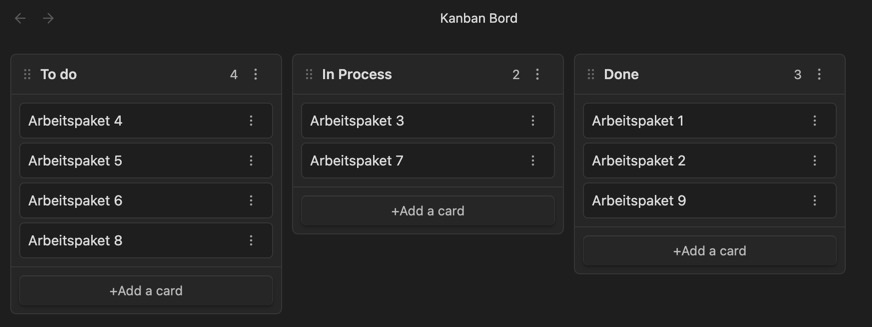 Kanban Bord
To do 4
Arbeitspaket 4
Arbeitspaket 5
Arbeitspaket 6
Arbeitspaket 8
+Add a card
In Process 2
Arbeitspaket 3
Arbeitspaket 7
+Add a card
Done 3
Arbeitspaket 1
Arbeitspaket 2
Arbeitspaket 9
+Add a card